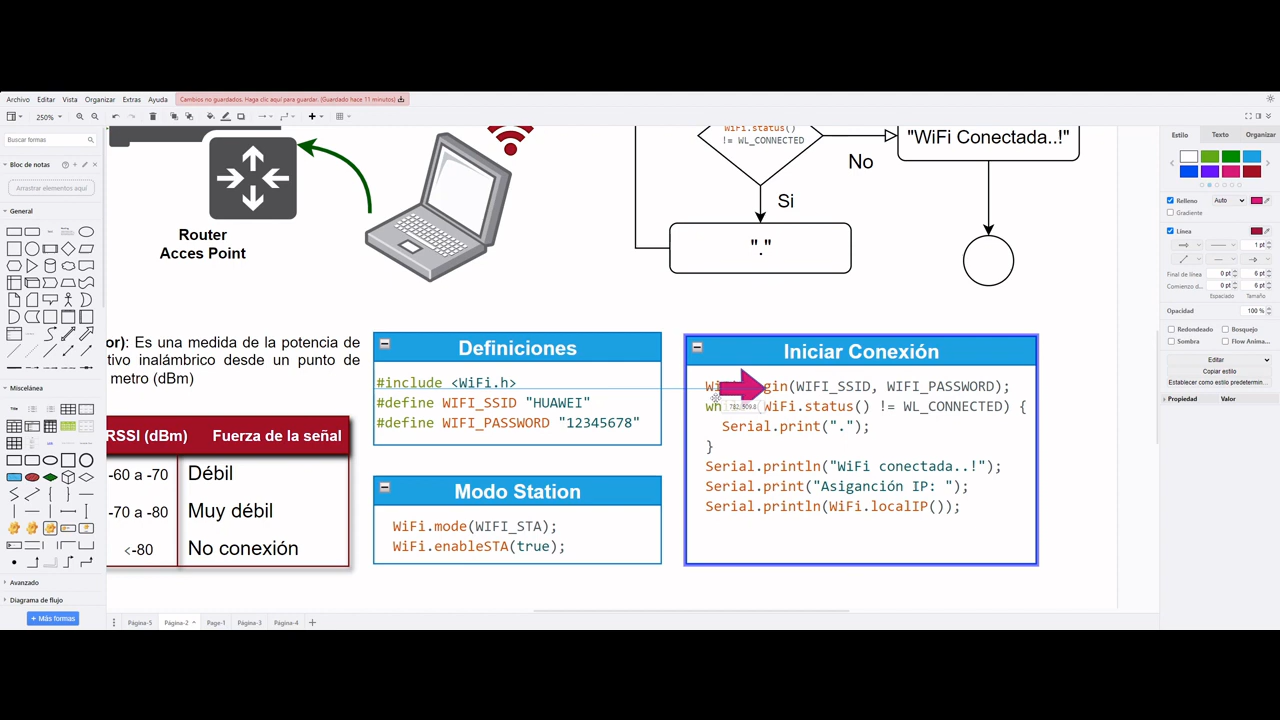 Archivo Editar Vista Organizar Extras Ayuda Cambios no guardados. Haga clic aquí para guardar. (Guardado hace 11 minutos)
250%
Buscar formas
Bloc de notas
Arrastrar elementos aquí
General
Miscelánea
Title
Avanzado
Diagrama de flujo
+ Más formas
Router
Acces Point
WiFi.status()
!= WL_CONNECTED
No
"WiFi Conectada..!"
Si
"."
or): Es una medida de la potencia de
tivo inalámbrico desde un punto de
metro (dBm)
RSSI (dBm) Fuerza de la señal
-60 a -70 Débil
-70 a -80 Muy débil
<-80 No conexión
Definiciones
#include <WiFi.h>
#define WIFI_SSID "HUAWEI"
#define WIFI_PASSWORD "12345678"
Modo Station
WiFi.mode(WIFI_STA);
WiFi.enableSTA(true);
Iniciar Conexión
gin(WIFI_SSID, WIFI_PASSWORD);
(WiFi.status() != WL_CONNECTED) {
Serial.print(".");
}
Serial.println("WiFi conectada..!");
Serial.print("Asigancion IP: ");
Serial.println(WiFi.localIP());
Página-5 Página-2 Page-1 Página-3 Página-4
Estilo Texto Organizar
Relleno Auto
Gradiente
Línea 1 pt
Final de línea 0 pt 6 pt
Comienzo d... 0 pt 6 pt
Espaciado Tamaño
Opacidad 100 %
Redondeado Bosquejo
Sombra Flow Anima...
Editar
Copiar estilo
Establecer como estilo predetermin...
Propiedad Valor